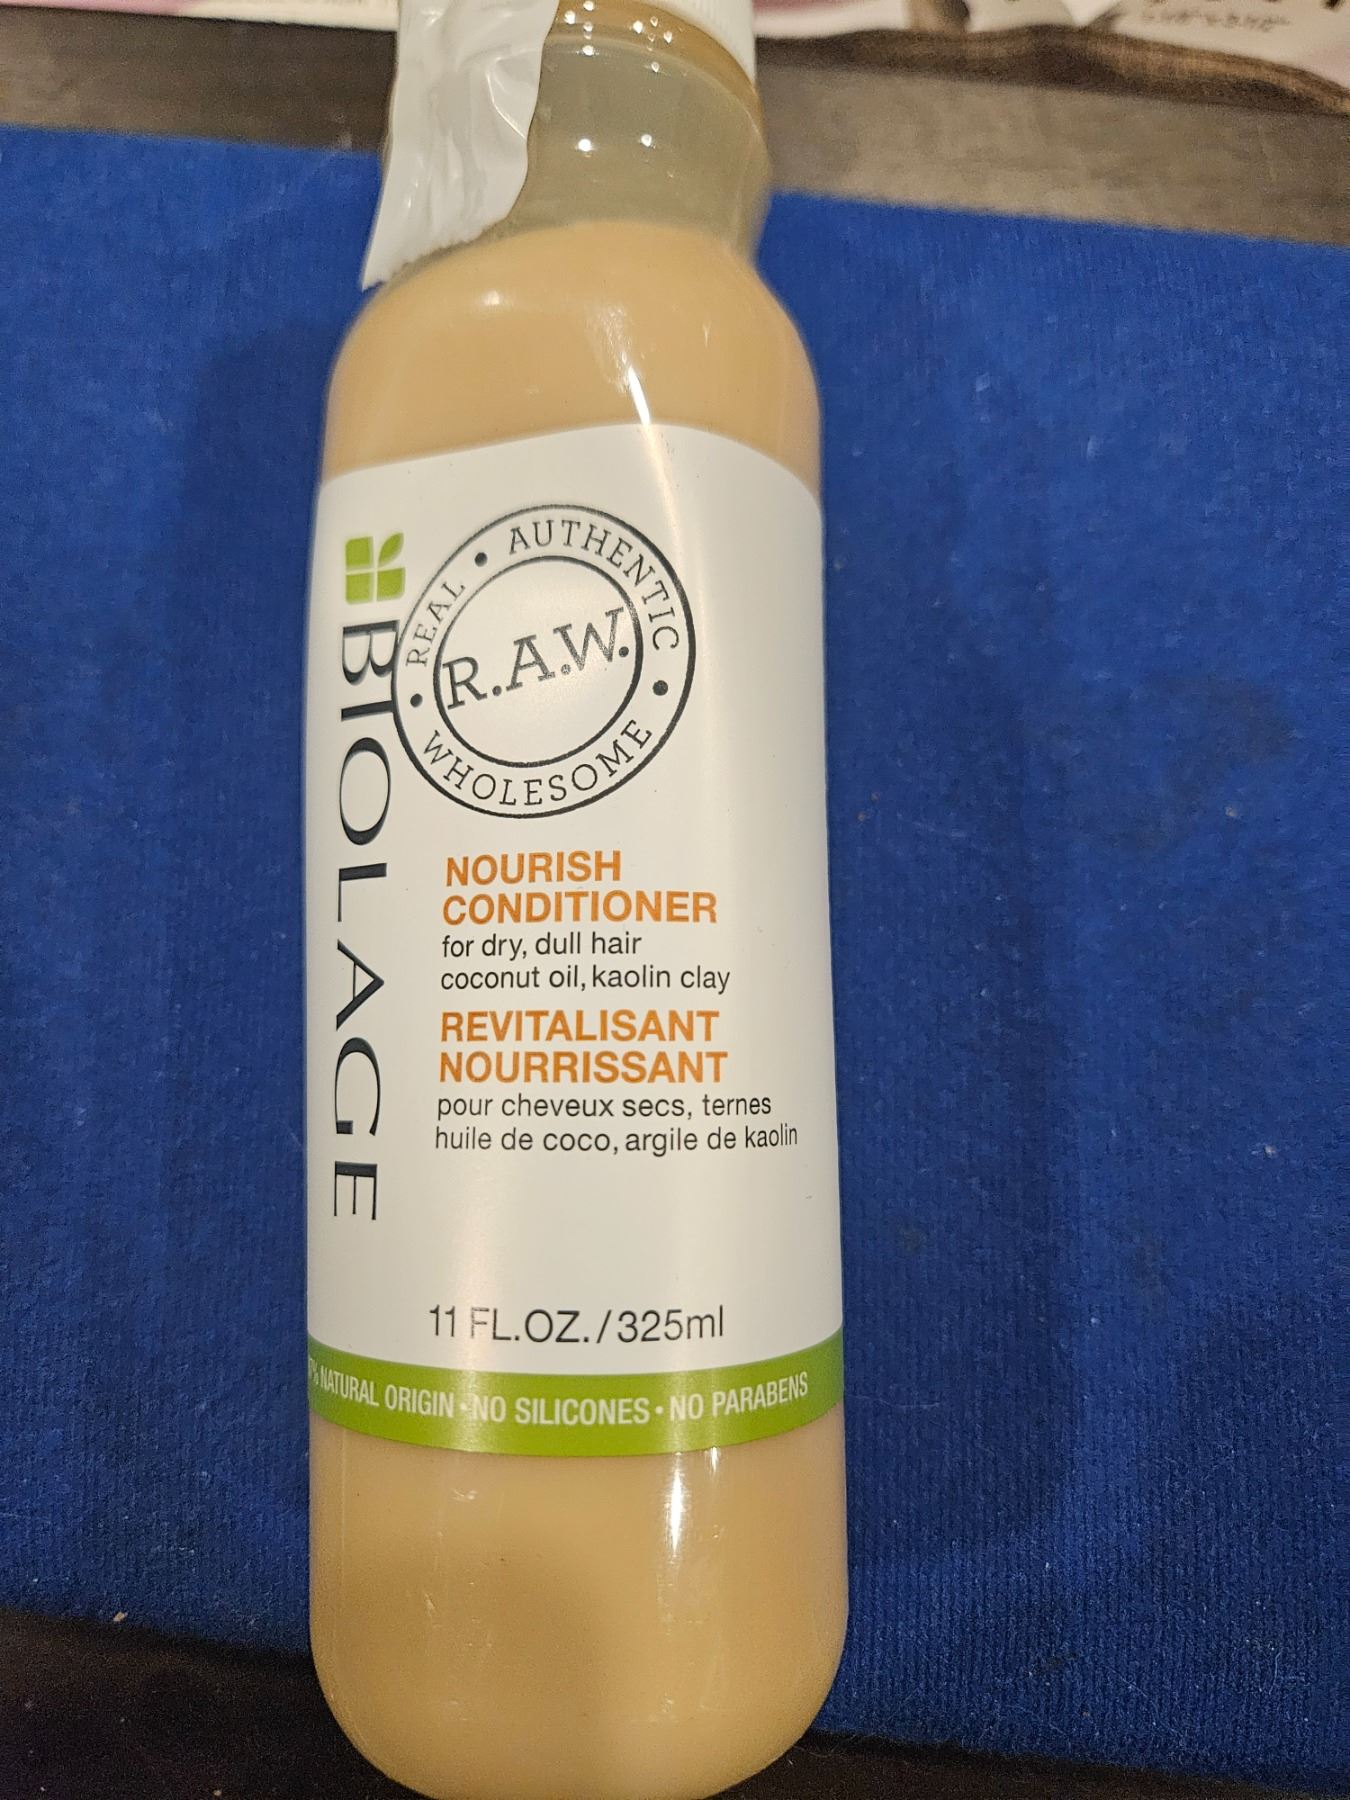 BIOLAGE
REAL • AUTHENTIC • WHOLESOME •
R.A.W.
NOURISH
CONDITIONER
for dry, dull hair
coconut oil, kaolin clay
REVITALISANT
NOURRISSANT
pour cheveux secs, ternes
huile de coco, argile de kaolin
11 FL.OZ./325ml
NATURAL ORIGIN • NO SILICONES • NO PARABENS